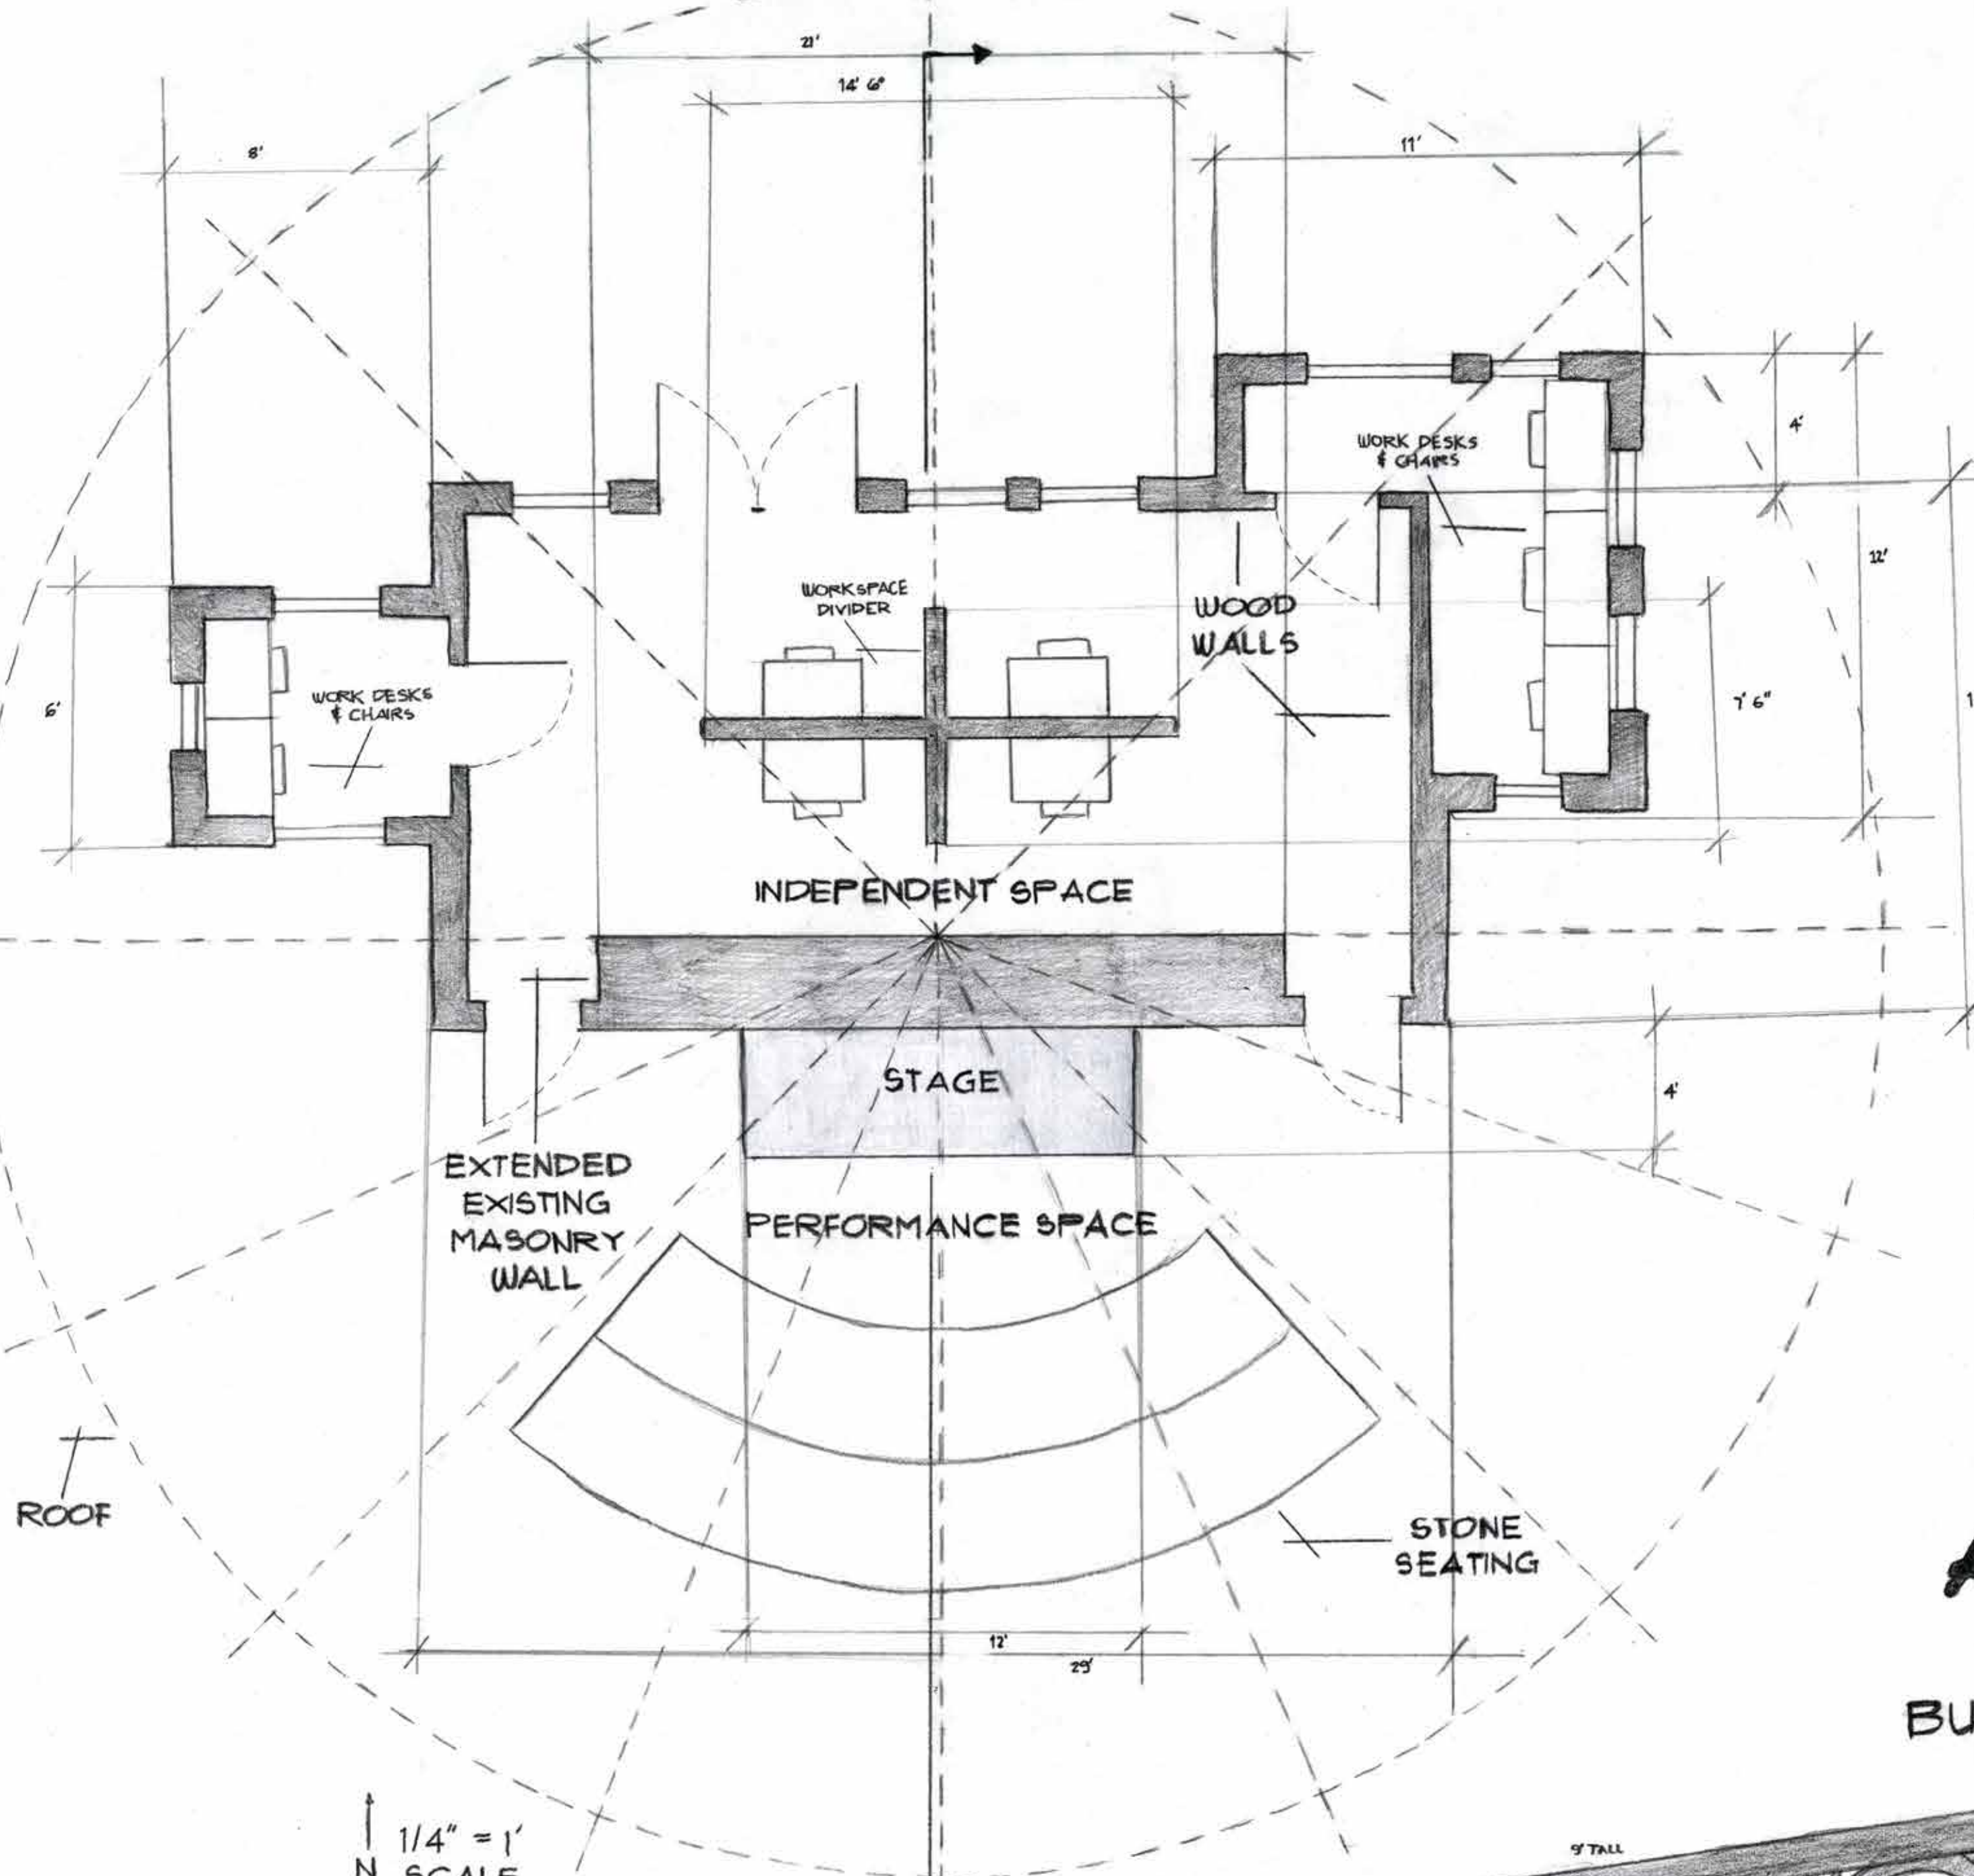 21'
14' 6"
8'
11'
4'
12'
WORK DESKS
& CHAIRS
WORKSPACE
DIVIDER
WOOD
WALLS
WORK DESKS
& CHAIRS
6'
7' 6"
1
INDEPENDENT SPACE
STAGE
4'
EXTENDED
EXISTING
MASONRY
WALL
PERFORMANCE SPACE
ROOF
STONE
SEATING
12'
29'
BU
1/4" = 1'
N SCALE
9' TALL